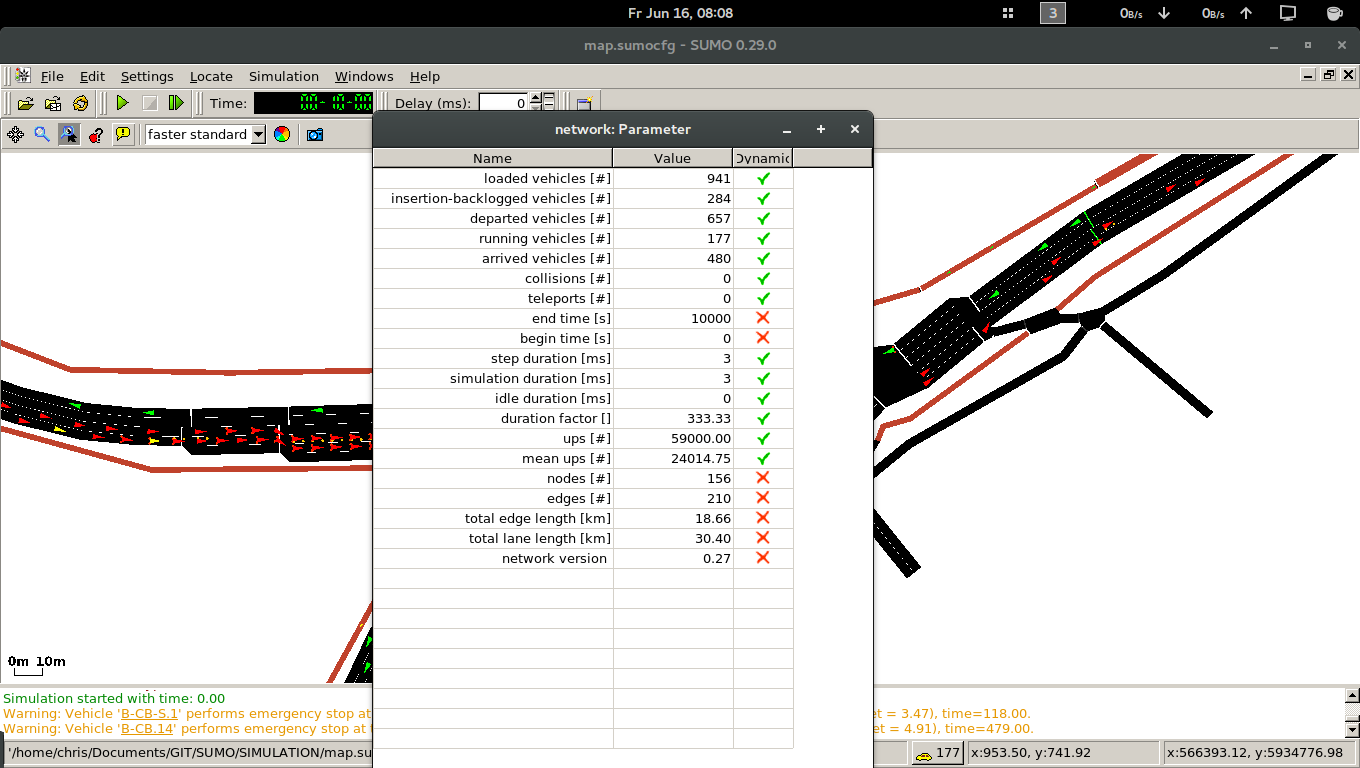 Fr Jun 16, 08:08
3
0B/s
0B/s
map.sumocfg - SUMO 0.29.0
File Edit Settings Locate Simulation Windows Help
Time:
Delay (ms): 0
faster standard
network: Parameter
Name Value Dynamic
loaded vehicles [#] 941
insertion-backlogged vehicles [#] 284
departed vehicles [#] 657
running vehicles [#] 177
arrived vehicles [#] 480
collisions [#] 0
teleports [#] 0
end time [s] 10000
begin time [s] 0
step duration [ms] 3
simulation duration [ms] 3
idle duration [ms] 0
duration factor [] 333.33
ups [#] 59000.00
mean ups [#] 24014.75
nodes [#] 156
edges [#] 210
total edge length [km] 18.66
total lane length [km] 30.40
network version 0.27
0m 10m
Simulation started with time: 0.00
Warning: Vehicle 'B-CB-S.1' performs emergency stop at et = 3.47), time=118.00.
Warning: Vehicle 'B-CB.14' performs emergency stop at et = 4.91), time=479.00.
'/home/chris/Documents/GIT/SUMO/SIMULATION/map.su
177
x:953.50, y:741.92
x:566393.12, y:5934776.98